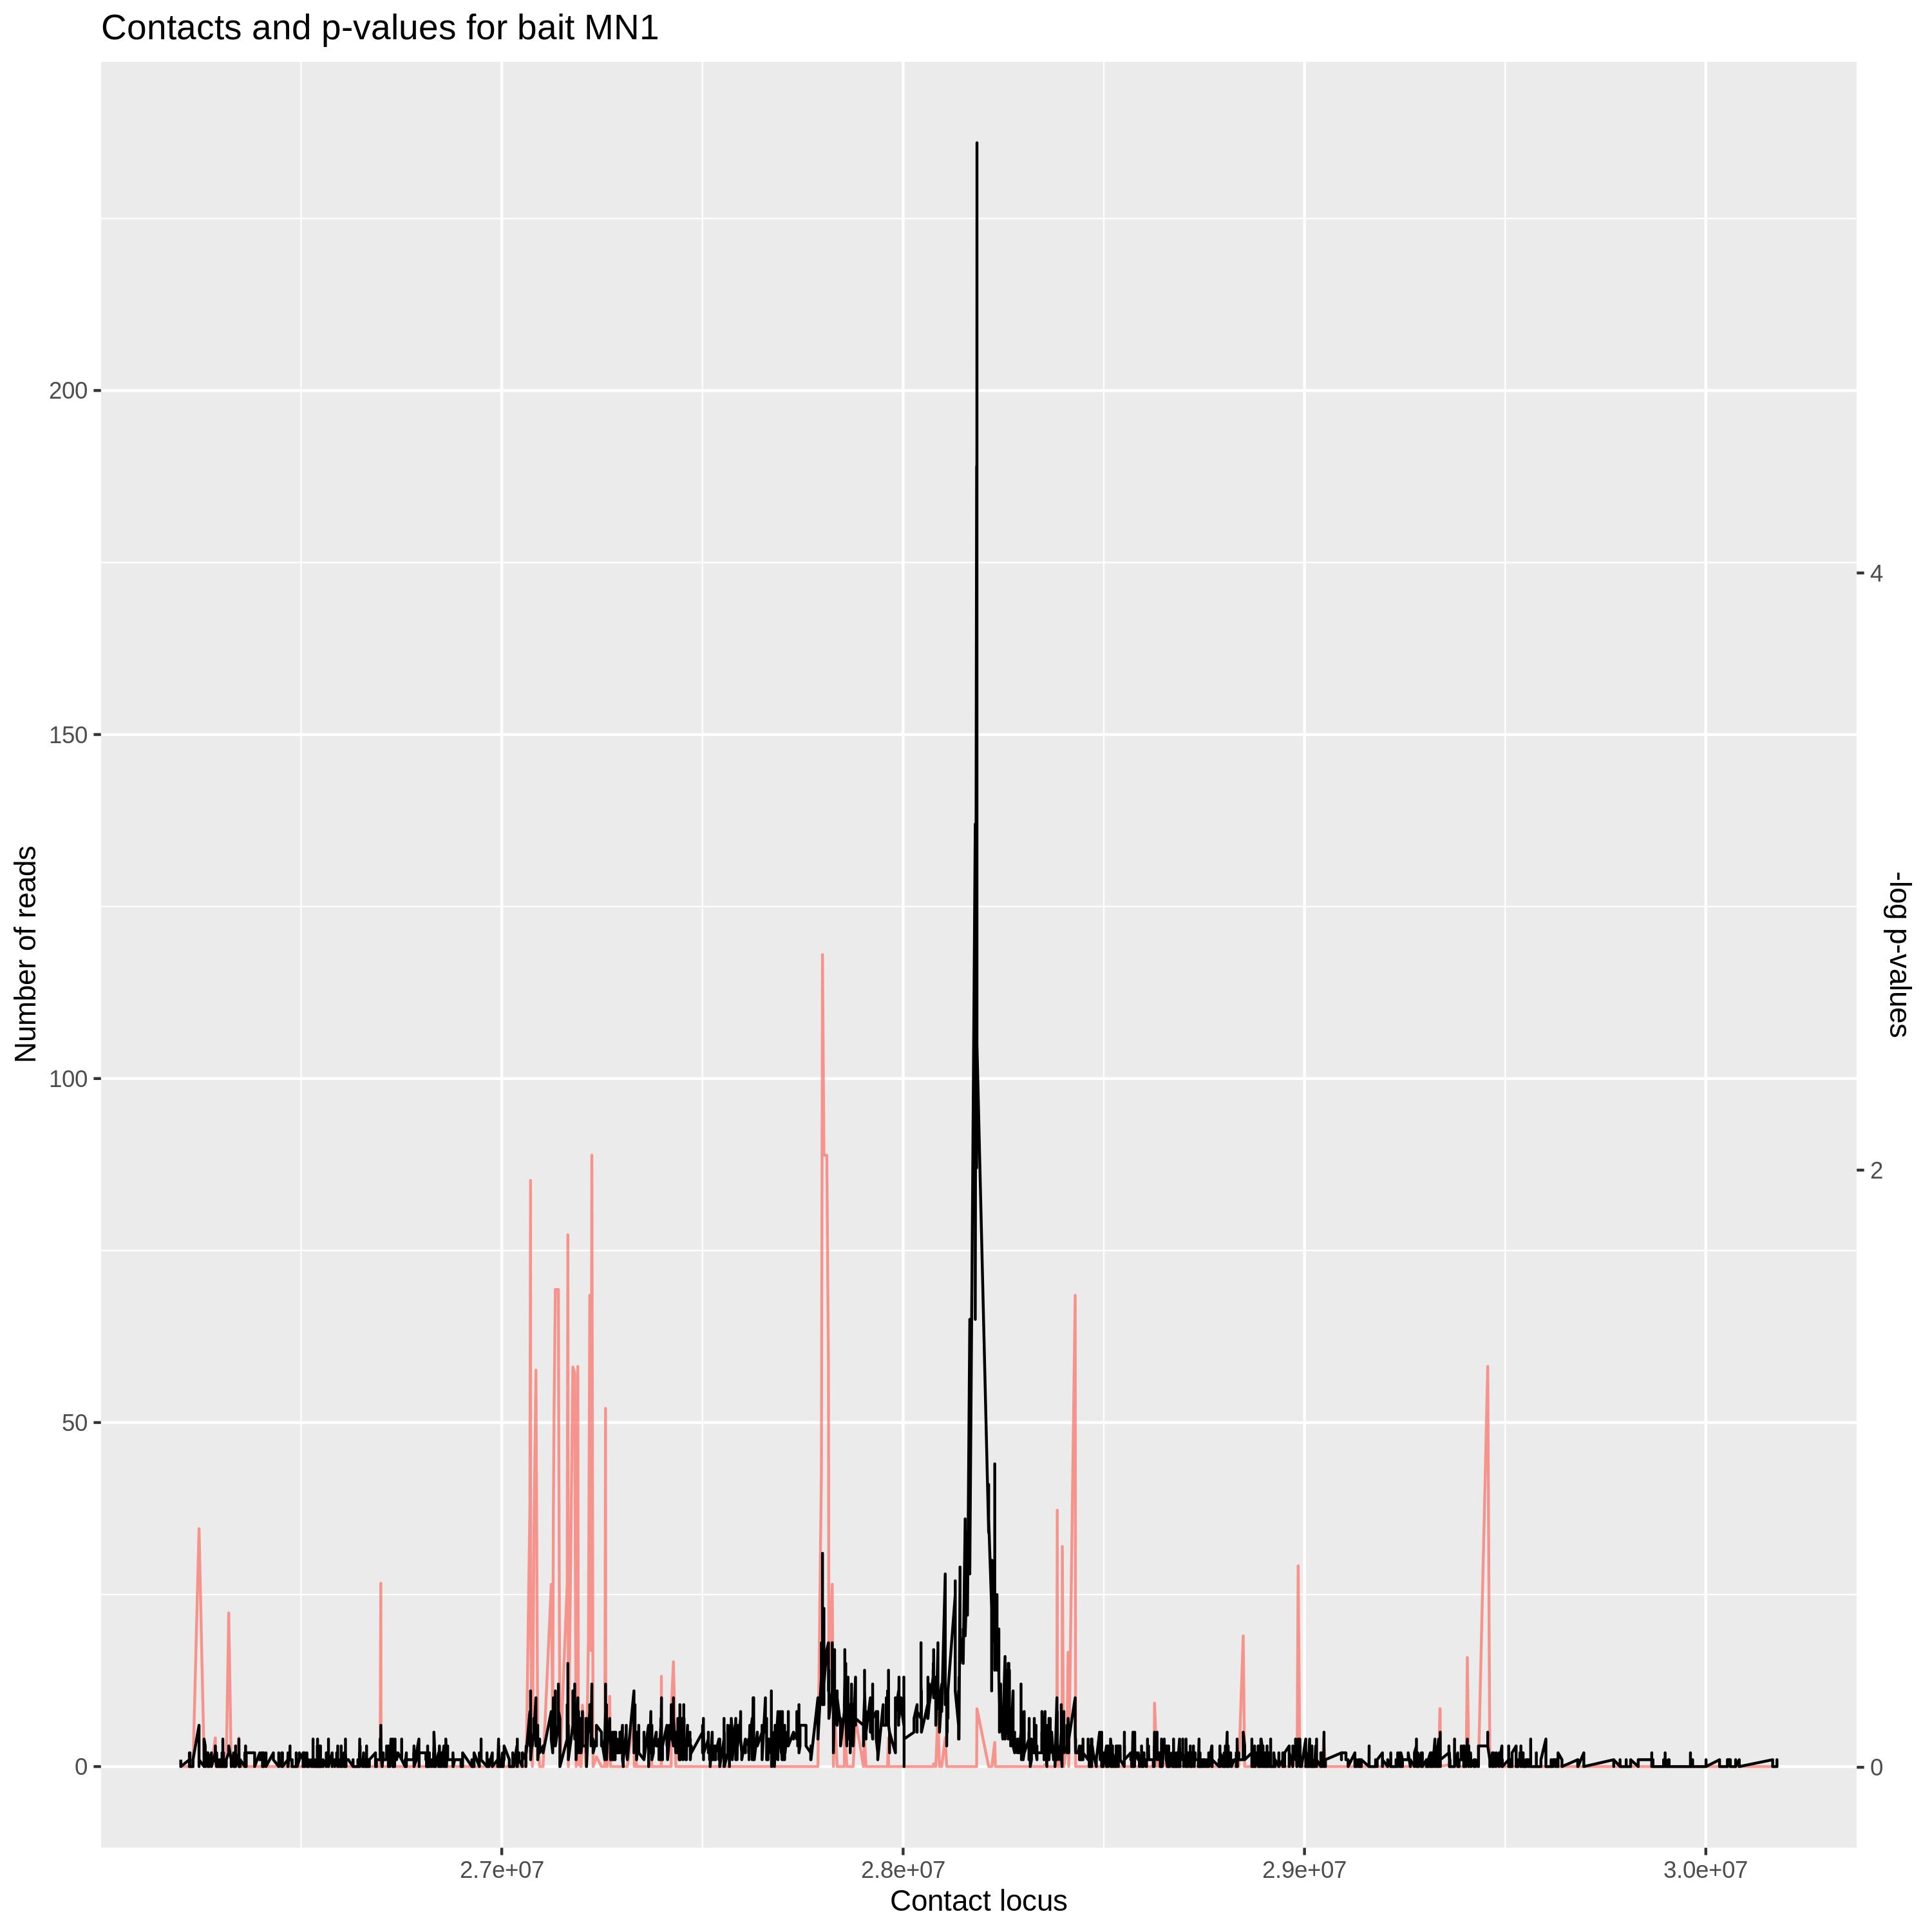 Contacts and p-values for bait MN1
Number of reads
200
150
100
50
0
4
2
0
-log p-values
2.7e+07
2.8e+07
2.9e+07
3.0e+07
Contact locus